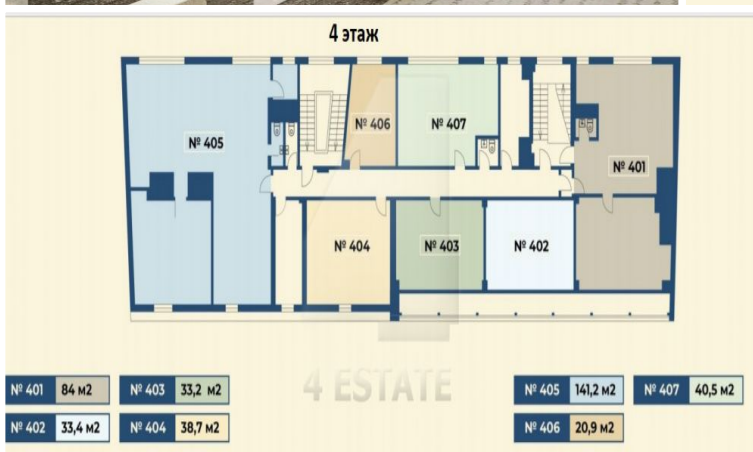 4 этаж
№ 405
№ 406
№ 407
№ 401
№ 404
№ 403
№ 402
4 ESTATE
№ 401 84 м2
№ 403 33,2 м2
№ 405 141,2 м2
№ 407 40,5 м2
№ 402 33,4 м2
№ 404 38,7 м2
№ 406 20,9 м2